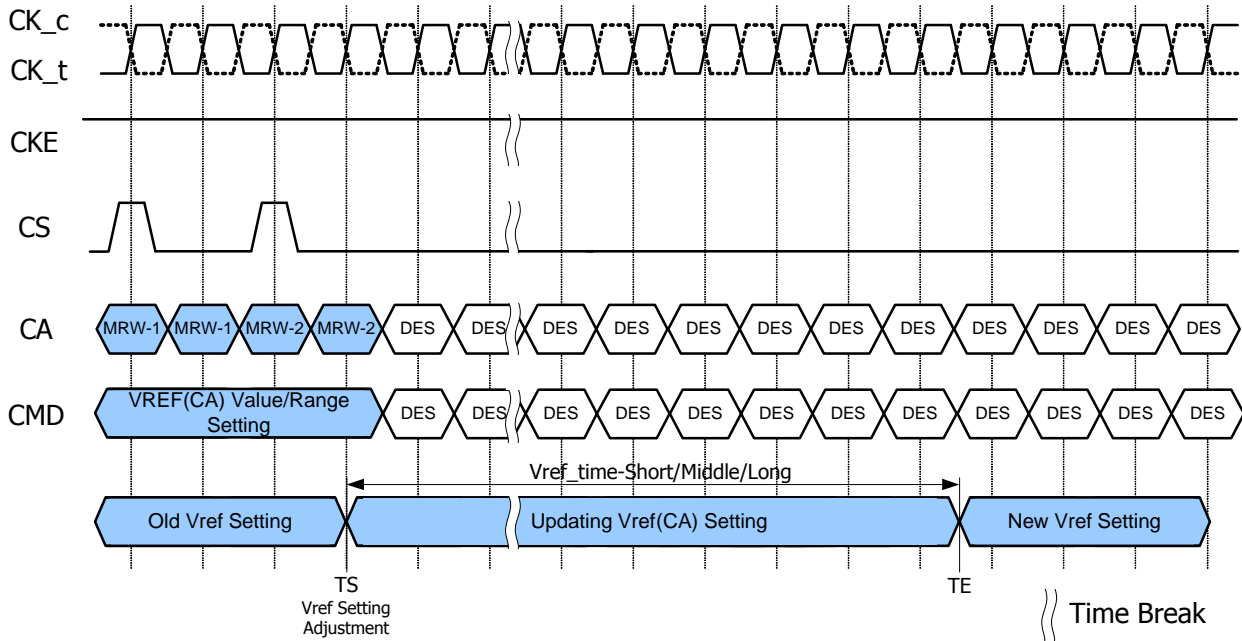 CK_c
CK_t
CKE
CS
CA MRW-1 MRW-1 MRW-2 MRW-2 DES DES DES DES DES DES DES DES DES DES DES DES
CMD VREF(CA) Value/Range DES DES DES DES DES DES DES DES DES DES DES DES
Setting
Vref_time-Short/Middle/Long
Old Vref Setting Updating Vref(CA) Setting New Vref Setting
TS TE
Vref Setting
Adjustment
Time Break